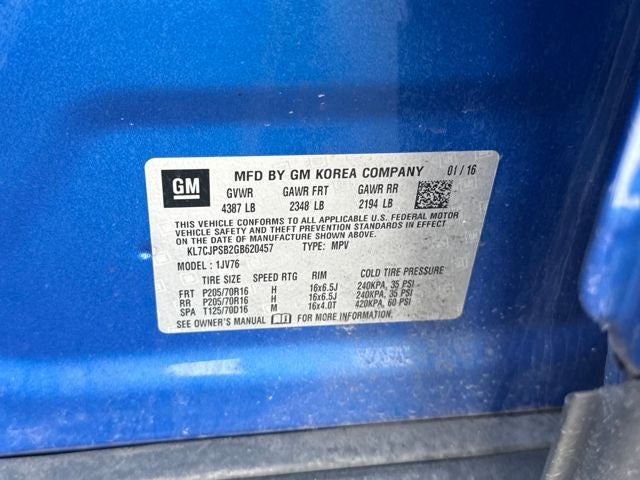 GM
MFD BY GM KOREA COMPANY 01/16
GVWR GAWR FRT GAWR RR
4387 LB 2348 LB 2194 LB
THIS VEHICLE CONFORMS TO ALL APPLICABLE U.S. FEDERAL MOTOR
VEHICLE SAFETY AND THEFT PREVENTION STANDARDS IN EFFECT
ON THE DATE OF MANUFACTURE SHOWN ABOVE.
KL7CJPSB2GB620457 TYPE: MPV
MODEL : 1JV76
TIRE SIZE SPEED RTG RIM COLD TIRE PRESSURE
FRT P205/70R16 H 16x6.5J 240KPA, 35 PSI
RR P205/70R16 H 16x6.5J 240KPA, 35 PSI
SPA T125/70D16 M 16x4.0T 420KPA, 60 PSI
SEE OWNER'S MANUAL FOR MORE INFORMATION.